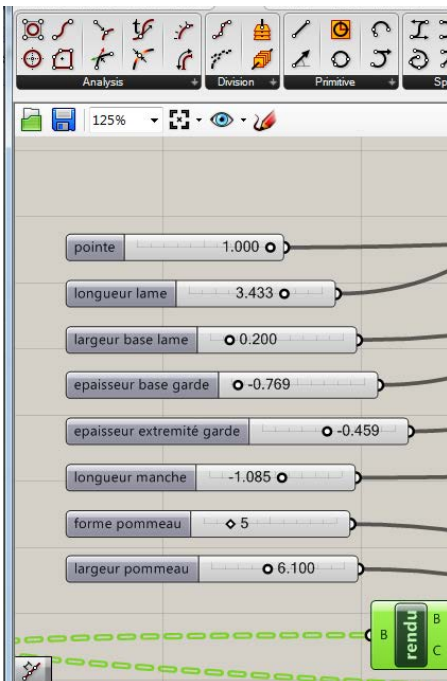 Analysis
Division
Primitive
125%
pointe 1.000
longueur lame 3.433
largeur base lame 0.200
epaisseur base garde -0.769
epaisseur extremité garde -0.459
longueur manche -1.085
forme pommeau 5
largeur pommeau 6.100
B rendu B
C